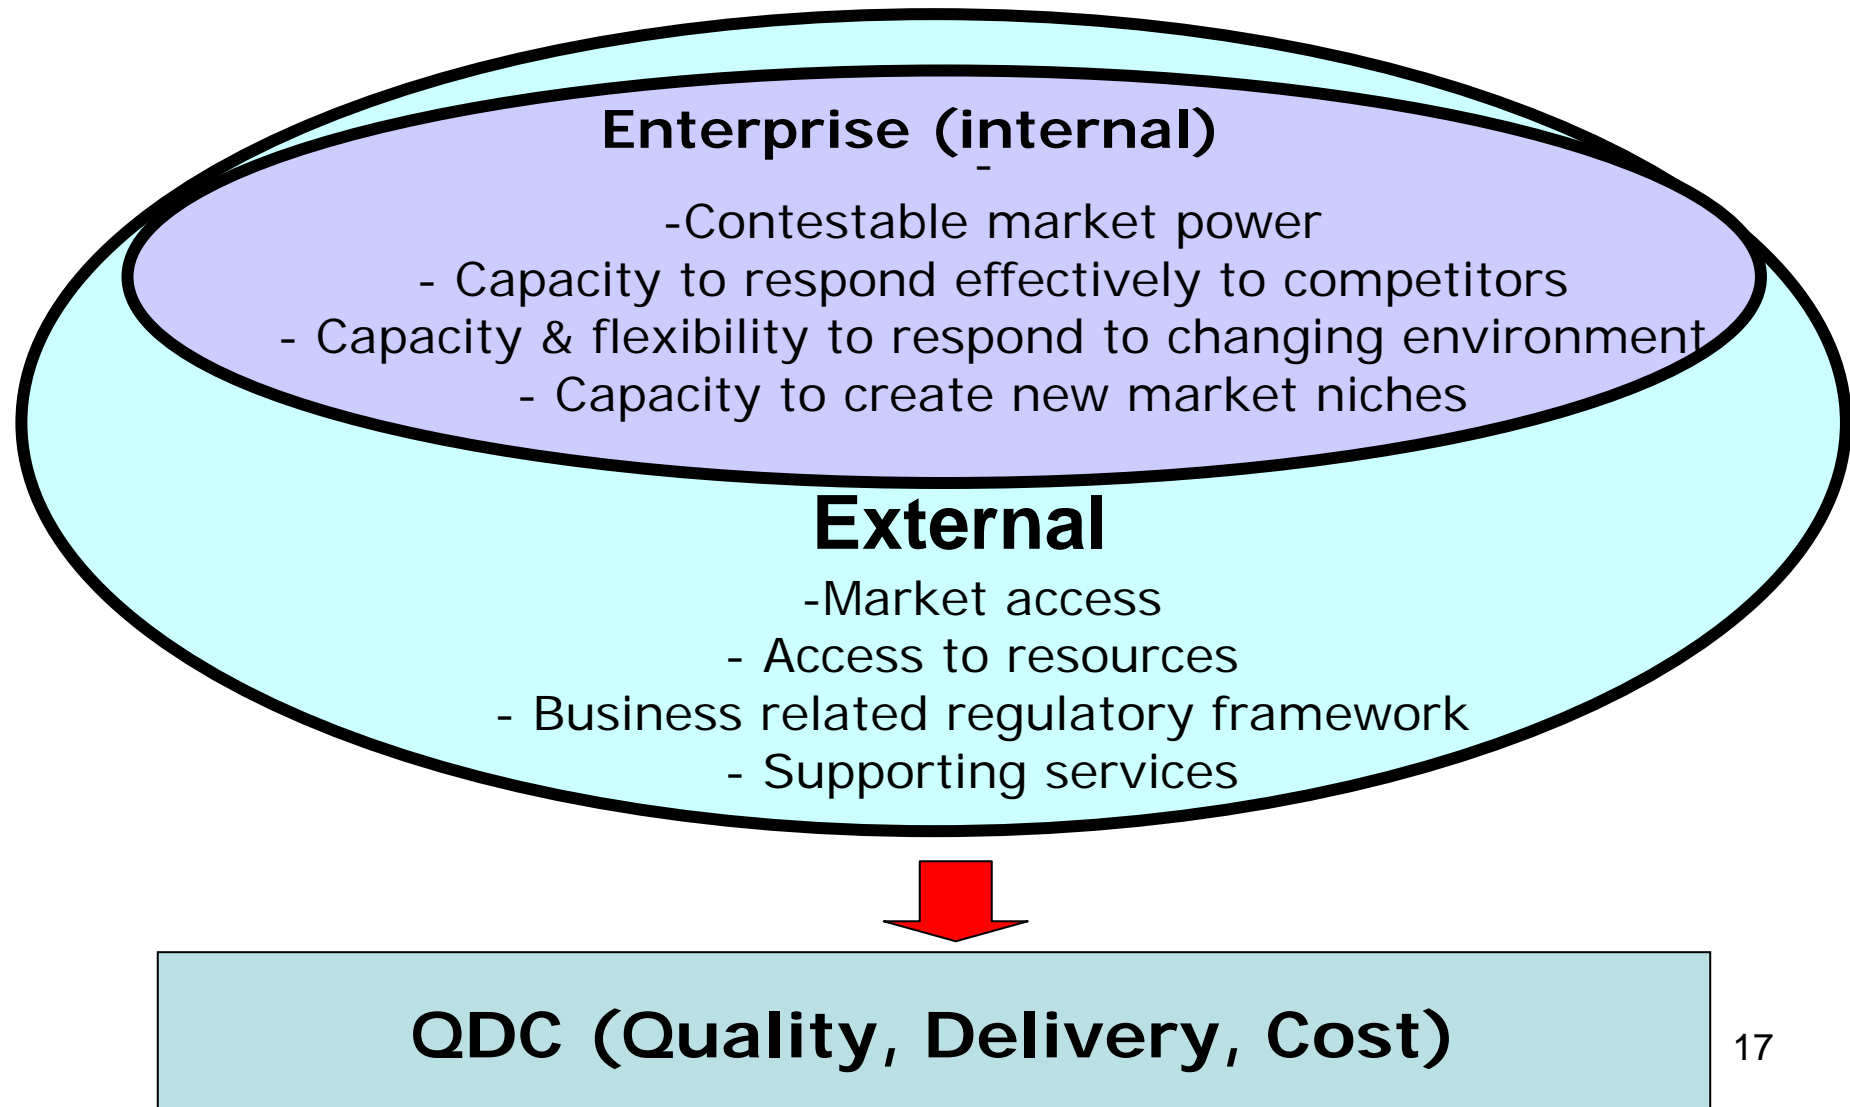 Enterprise (internal)
-
-Contestable market power
- Capacity to respond effectively to competitors
- Capacity & flexibility to respond to changing environment
- Capacity to create new market niches
External
-Market access
- Access to resources
- Business related regulatory framework
- Supporting services
QDC (Quality, Delivery, Cost)
17